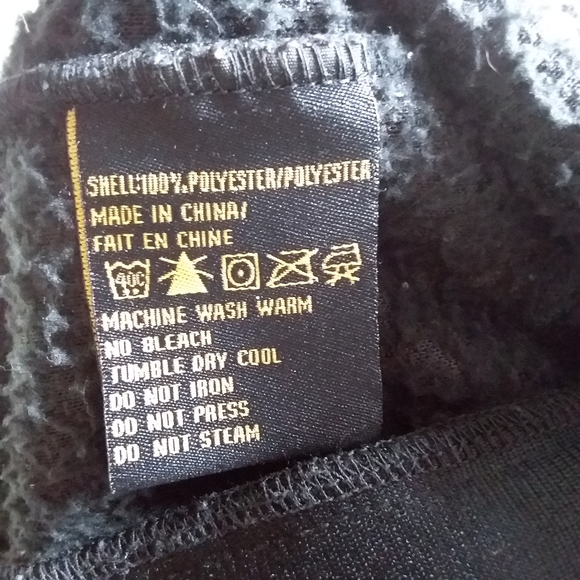 SHELL:100%POLYESTER/POLYESTER
MADE IN CHINA/
FAIT EN CHINE
40C
MACHINE WASH WARM
NO BLEACH
TUMBLE DRY COOL
DO NOT IRON
DO NOT PRESS
DO NOT STEAM